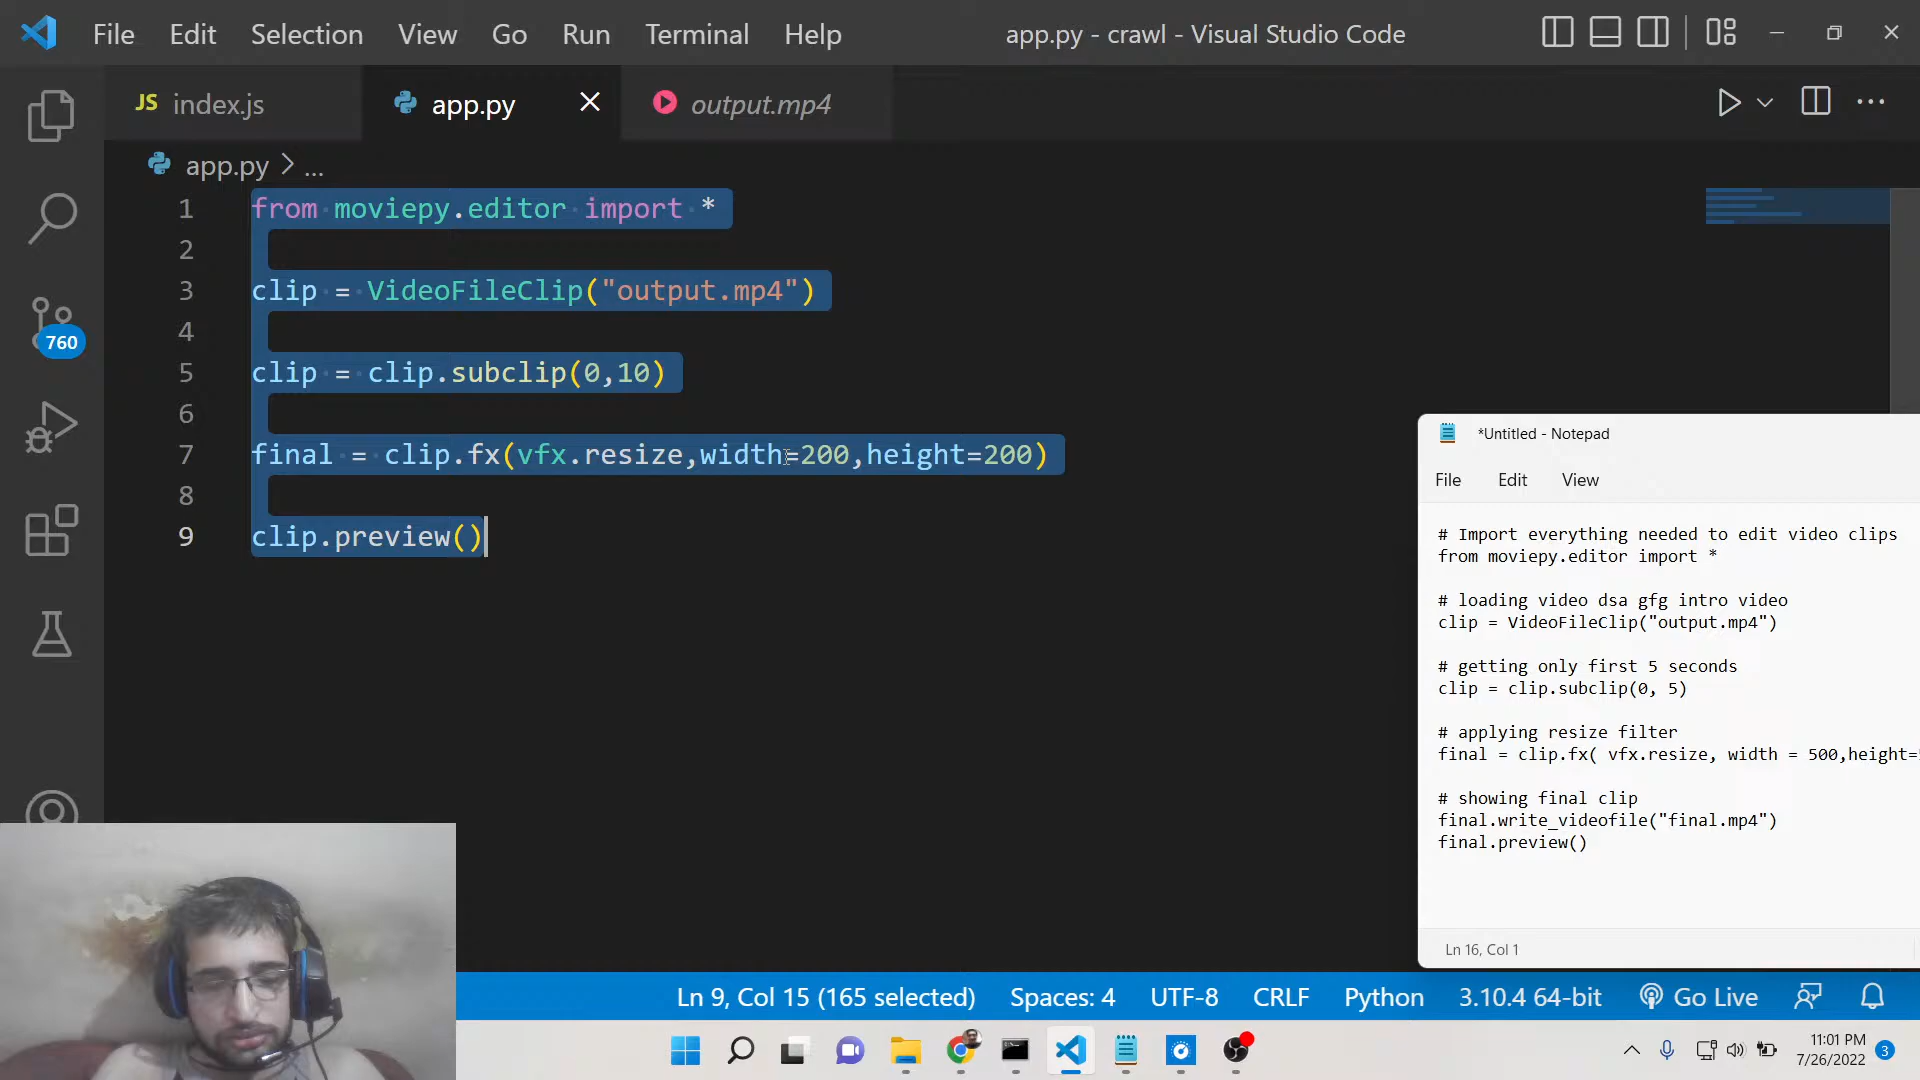 File Edit Selection View Go Run Terminal Help
app.py - crawl - Visual Studio Code
JS index.js
app.py
output.mp4
app.py > ...
1 from moviepy.editor import *
2
3 clip = VideoFileClip("output.mp4")
4
5 clip = clip.subclip(0,10)
6
7 final = clip.fx(vfx.resize,width=200,height=200)
8
9 clip.preview()
760
*Untitled - Notepad
File Edit View
# Import everything needed to edit video clips
from moviepy.editor import *
# loading video dsa gfg intro video
clip = VideoFileClip("output.mp4")
# getting only first 5 seconds
clip = clip.subclip(0, 5)
# applying resize filter
final = clip.fx( vfx.resize, width = 500,height=
# showing final clip
final.write_videofile("final.mp4")
final.preview()
Ln 16, Col 1
Ln 9, Col 15 (165 selected) Spaces: 4 UTF-8 CRLF Python 3.10.4 64-bit Go Live
11:01 PM
7/26/2022
3